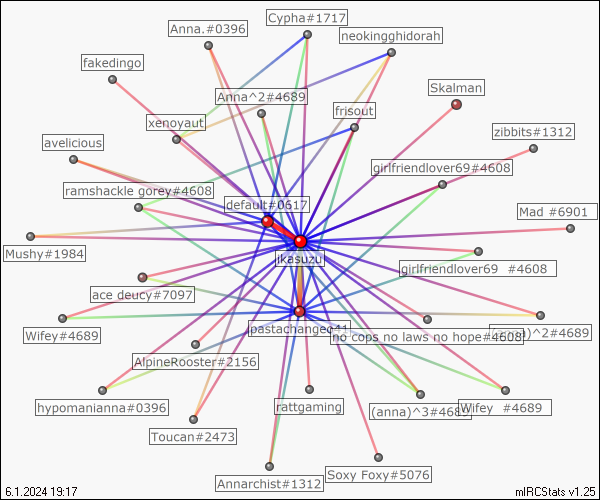 Cypha#1717
Anna.#0396
neokingghidorah
fakedingo
Skalman
Anna^2#4689
frisout
xenoyaut
zibbits#1312
avelicious
girlfriendlover69#4608
ramshackle gorey#4608
default#0617
Mad #6901
Mushy#1984
jkasuzu
girlfriendlover69 #4608
ace deucy#7097
pastachanged41
Wifey#4689
no cops no laws no hope#4608
)^2#4689
AlpineRooster#2156
hypomanianna#0396
rattgaming
(anna)^3#4689
Wifey #4689
Toucan#2473
Annarchist#1312
Soxy Foxy#5076
6.1.2024 19:17
mIRCStats v1.25